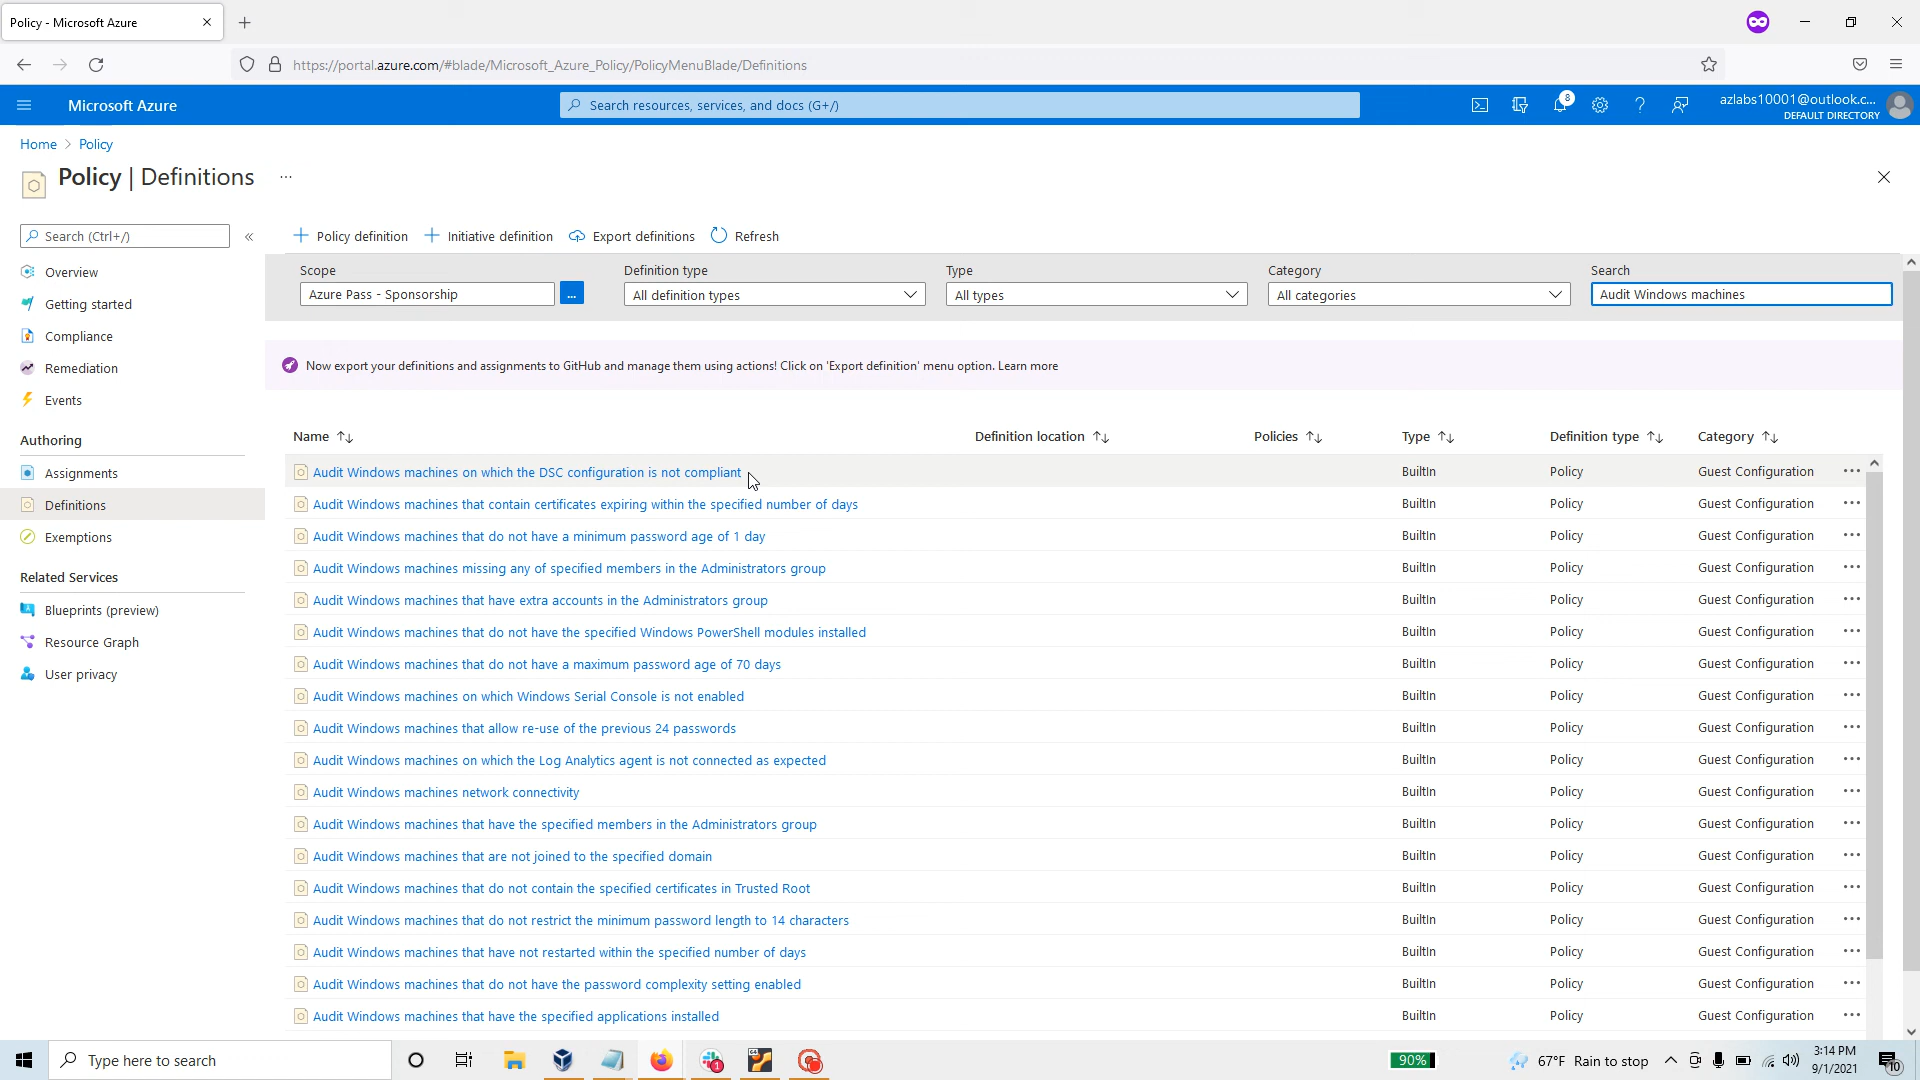 Policy - Microsoft Azure
https://portal.azure.com/#blade/Microsoft_Azure_Policy/PolicyMenuBlade/Definitions
Microsoft Azure
Search resources, services, and docs (G+/)
8
azlabs10001@outlook.c...
DEFAULT DIRECTORY
Home > Policy
Policy | Definitions ...
Search (Ctrl+/)
Overview
Getting started
Compliance
Remediation
Events
Authoring
Assignments
Definitions
Exemptions
Related Services
Blueprints (preview)
Resource Graph
User privacy
Policy definition Initiative definition Export definitions Refresh
Scope Definition type Type Category Search
Azure Pass - Sponsorship ... All definition types All types All categories Audit Windows machines
Now export your definitions and assignments to GitHub and manage them using actions! Click on 'Export definition' menu option. Learn more
Name Definition location Policies Type Definition type Category
Audit Windows machines on which the DSC configuration is not compliant BuiltIn Policy Guest Configuration ...
Audit Windows machines that contain certificates expiring within the specified number of days BuiltIn Policy Guest Configuration ...
Audit Windows machines that do not have a minimum password age of 1 day BuiltIn Policy Guest Configuration ...
Audit Windows machines missing any of specified members in the Administrators group BuiltIn Policy Guest Configuration ...
Audit Windows machines that have extra accounts in the Administrators group BuiltIn Policy Guest Configuration ...
Audit Windows machines that do not have the specified Windows PowerShell modules installed BuiltIn Policy Guest Configuration ...
Audit Windows machines that do not have a maximum password age of 70 days BuiltIn Policy Guest Configuration ...
Audit Windows machines on which Windows Serial Console is not enabled BuiltIn Policy Guest Configuration ...
Audit Windows machines that allow re-use of the previous 24 passwords BuiltIn Policy Guest Configuration ...
Audit Windows machines on which the Log Analytics agent is not connected as expected BuiltIn Policy Guest Configuration ...
Audit Windows machines network connectivity BuiltIn Policy Guest Configuration ...
Audit Windows machines that have the specified members in the Administrators group BuiltIn Policy Guest Configuration ...
Audit Windows machines that are not joined to the specified domain BuiltIn Policy Guest Configuration ...
Audit Windows machines that do not contain the specified certificates in Trusted Root BuiltIn Policy Guest Configuration ...
Audit Windows machines that do not restrict the minimum password length to 14 characters BuiltIn Policy Guest Configuration ...
Audit Windows machines that have not restarted within the specified number of days BuiltIn Policy Guest Configuration ...
Audit Windows machines that do not have the password complexity setting enabled BuiltIn Policy Guest Configuration ...
Audit Windows machines that have the specified applications installed BuiltIn Policy Guest Configuration ...
Type here to search
1
90%
67°F Rain to stop
3:14 PM
9/1/2021
10